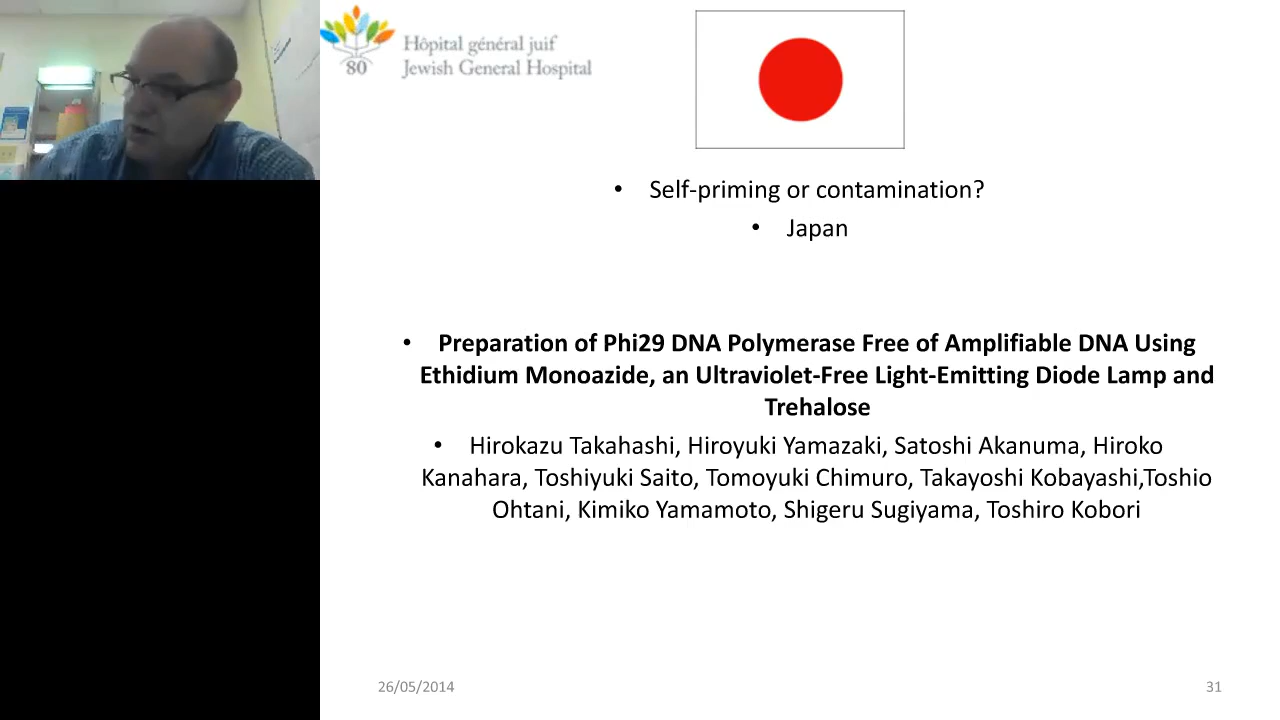 Hôpital général juif
80 Jewish General Hospital
• Self-priming or contamination?
• Japan
• Preparation of Phi29 DNA Polymerase Free of Amplifiable DNA Using
Ethidium Monoazide, an Ultraviolet-Free Light-Emitting Diode Lamp and
Trehalose
• Hirokazu Takahashi, Hiroyuki Yamazaki, Satoshi Akanuma, Hiroko
Kanahara, Toshiyuki Saito, Tomoyuki Chimuro, Takayoshi Kobayashi,Toshio
Ohtani, Kimiko Yamamoto, Shigeru Sugiyama, Toshiro Kobori
26/05/2014
31